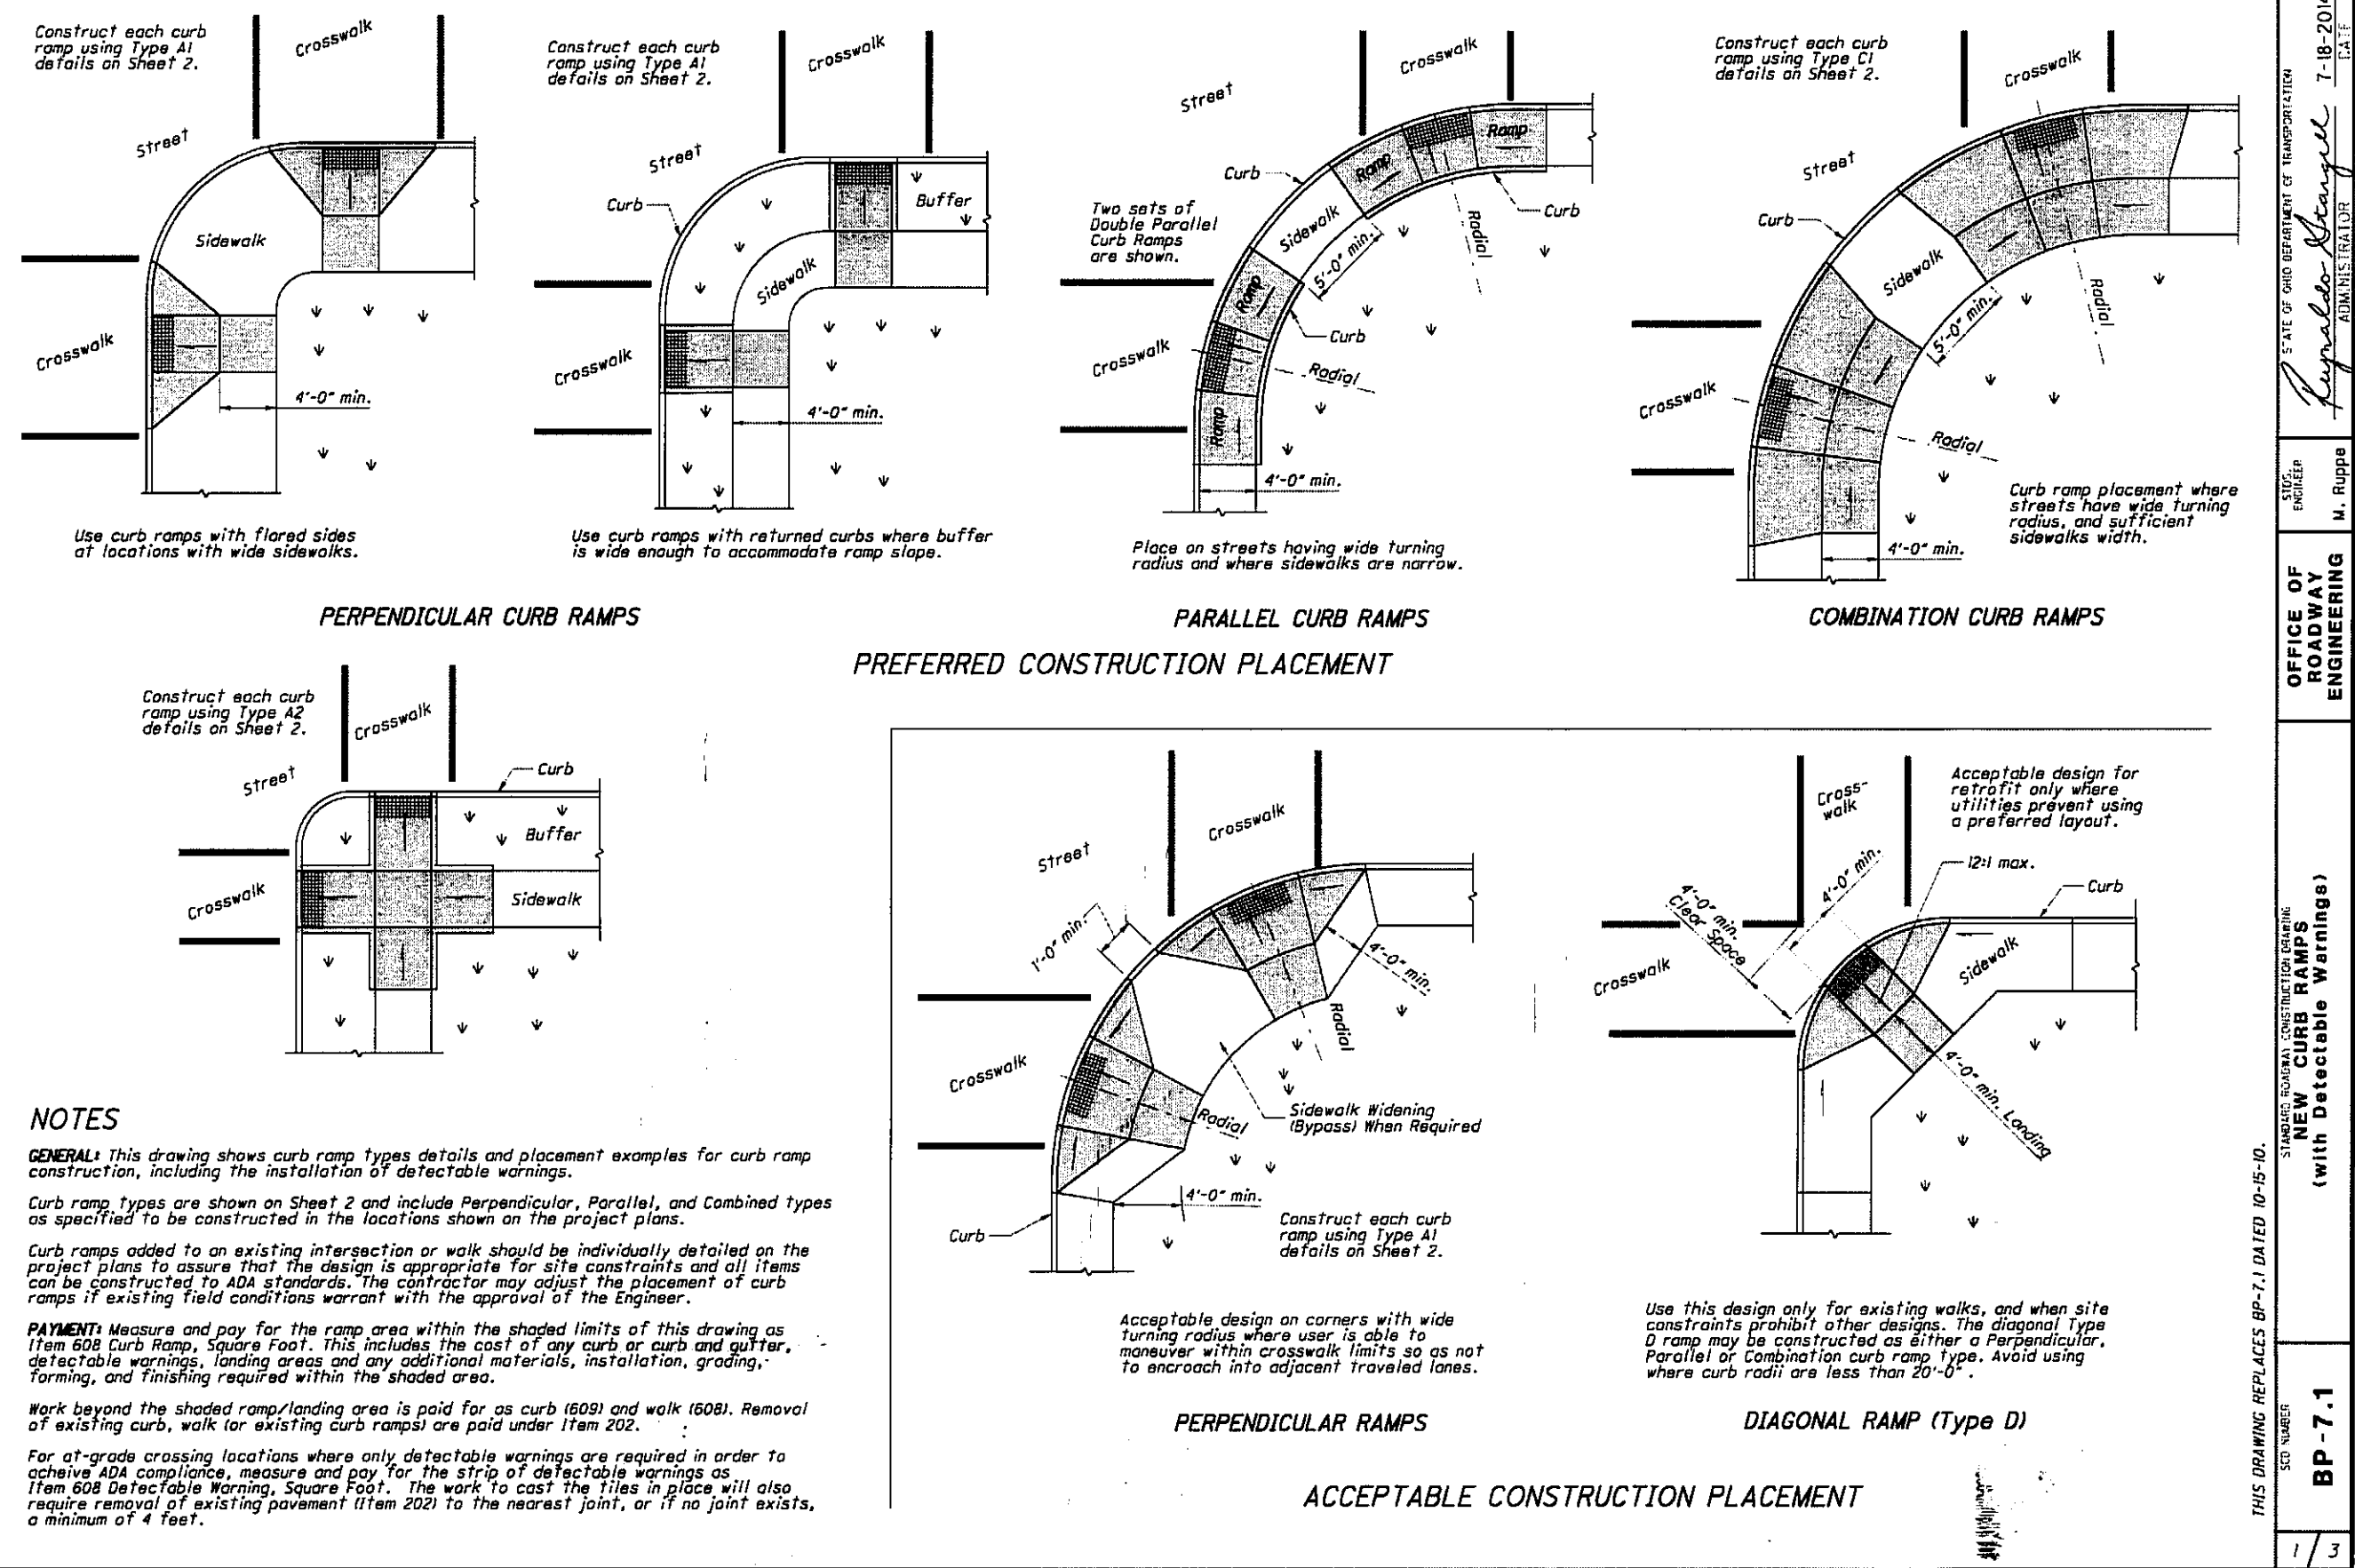 Construct each curb
ramp using Type A1
details on Sheet 2.
Crosswalk
Street
Sidewalk
Crosswalk
4'-0" min.
Use curb ramps with flared sides
at locations with wide sidewalks.
Construct each curb
ramp using Type A1
details on Sheet 2.
Crosswalk
Street
Curb
Buffer
Sidewalk
Crosswalk
4'-0" min.
Use curb ramps with returned curbs where buffer
is wide enough to accommodate ramp slope.
PERPENDICULAR CURB RAMPS
Crosswalk
Street
Curb
Ramp
Ramp
Two sets of
Double Parallel
Curb Ramps
are shown.
Sidewalk
5'-0" min.
Radial
Curb
Ramp
Curb
Crosswalk
Radial
Ramp
4'-0" min.
Place on streets having wide turning
radius and where sidewalks are narrow.
PARALLEL CURB RAMPS
Construct each curb
ramp using Type C1
details on Sheet 2.
Crosswalk
Street
Curb
Sidewalk
5'-0" min.
Radial
Crosswalk
Radial
4'-0" min.
Curb ramp placement where
streets have wide turning
radius, and sufficient
sidewalks width.
COMBINATION CURB RAMPS
PREFERRED CONSTRUCTION PLACEMENT
Construct each curb
ramp using Type A2
details on Sheet 2.
Crosswalk
Street
Curb
Buffer
Crosswalk
Sidewalk
NOTES
GENERAL: This drawing shows curb ramp types details and placement examples for curb ramp
construction, including the installation of detectable warnings.
Curb ramp types are shown on Sheet 2 and include Perpendicular, Parallel, and Combined types
as specified to be constructed in the locations shown on the project plans.
Curb ramps added to an existing intersection or walk should be individually detailed on the
project plans to assure that the design is appropriate for site constraints and all items
can be constructed to ADA standards. The contractor may adjust the placement of curb
ramps if existing field conditions warrant with the approval of the Engineer.
PAYMENT: Measure and pay for the ramp area within the shaded limits of this drawing as
Item 608 Curb Ramp, Square Foot. This includes the cost of any curb or curb and gutter,
detectable warnings, landing areas and any additional materials, installation, grading,
forming, and finishing required within the shaded area.
Work beyond the shaded ramp/landing area is paid for as curb (609) and walk (608). Removal
of existing curb, walk (or existing curb ramps) are paid under Item 202.
For at-grade crossing locations where only detectable warnings are required in order to
acheive ADA compliance, measure and pay for the strip of detectable warnings as
Item 608 Detectable Warning, Square Foot. The work to cast the tiles in place will also
require removal of existing pavement (Item 202) to the nearest joint, or if no joint exists,
a minimum of 4 feet.
Crosswalk
Street
1'-0" min.
4'-0" min.
Radial
Crosswalk
Radial
Sidewalk Widening
(Bypass) When Required
4'-0" min.
Curb
Construct each curb
ramp using Type A1
details on Sheet 2.
Acceptable design on corners with wide
turning radius where user is able to
maneuver within crosswalk limits so as not
to encroach into adjacent traveled lanes.
PERPENDICULAR RAMPS
Cross-
walk
Acceptable design for
retrofit only where
utilities prevent using
a preferred layout.
4'-0" min.
12:1 max.
Curb
4'-0" min.
Clear Space
Crosswalk
Sidewalk
4'-0" min. Landing
Use this design only for existing walks, and when site
constraints prohibit other designs. The diagonal Type
D ramp may be constructed as either a Perpendicular,
Parallel or Combination curb ramp type. Avoid using
where curb radii are less than 20'-0".
DIAGONAL RAMP (Type D)
ACCEPTABLE CONSTRUCTION PLACEMENT
THIS DRAWING REPLACES BP-7.1 DATED 10-15-10.
STATE OF OHIO DEPARTMENT OF TRANSPORTATION
7-18-2014
DATE
ADMINISTRATOR
STDS.
ENGINEER
M. Ruppe
OFFICE OF
ROADWAY
ENGINEERING
STANDARD ROADWAY CONSTRUCTION DRAWING
NEW CURB RAMPS
(with Detectable Warnings)
SCD NUMBER
BP-7.1
1/3